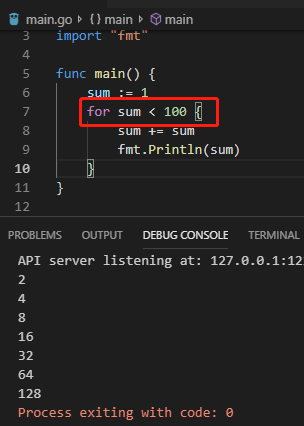 main.go > main > main
3 import "fmt"
4
5 func main() {
6 sum := 1
7 for sum < 100 {
8 sum += sum
9 fmt.Println(sum)
10 }
11 }
12
PROBLEMS OUTPUT DEBUG CONSOLE TERMINAL
API server listening at: 127.0.0.1:12
2
4
8
16
32
64
128
Process exiting with code: 0